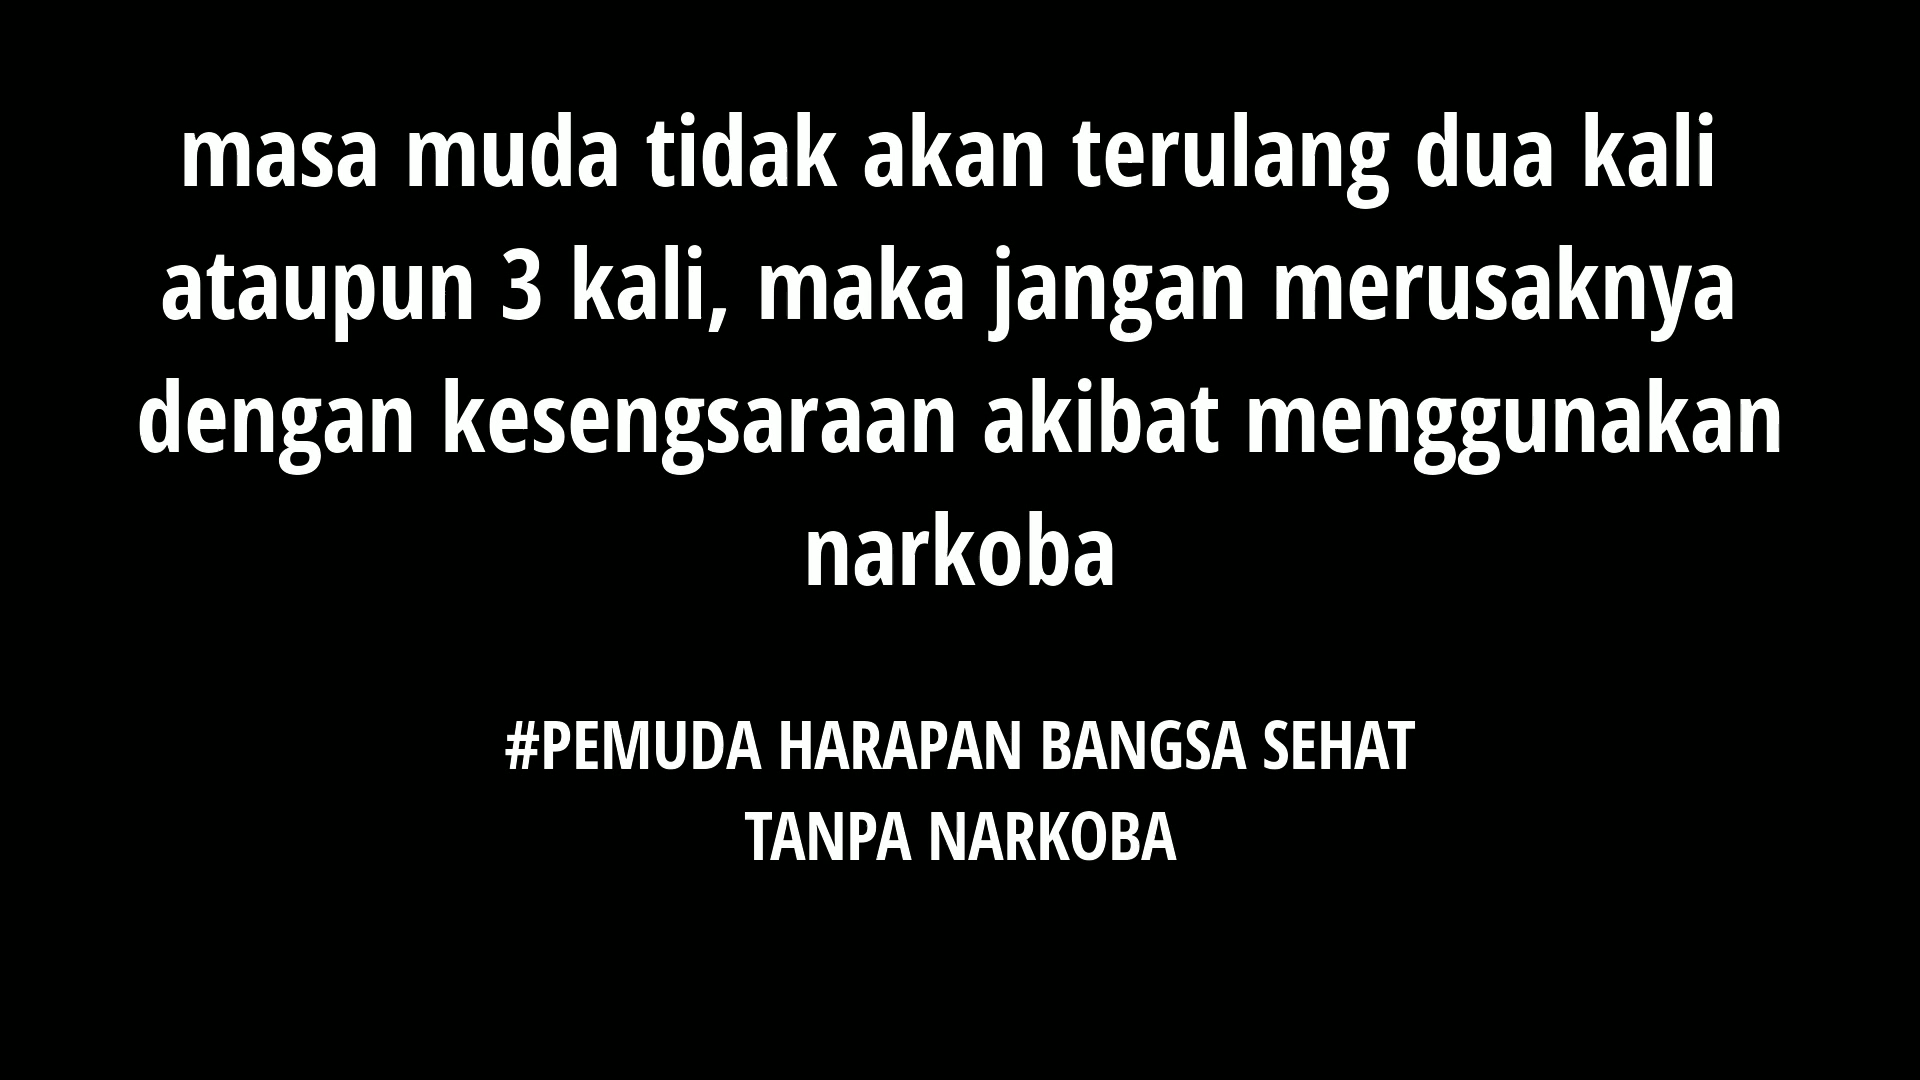 masa muda tidak akan terulang dua kali
ataupun 3 kali, maka jangan merusaknya
dengan kesengsaraan akibat menggunakan
narkoba
#PEMUDA HARAPAN BANGSA SEHAT
TANPA NARKOBA